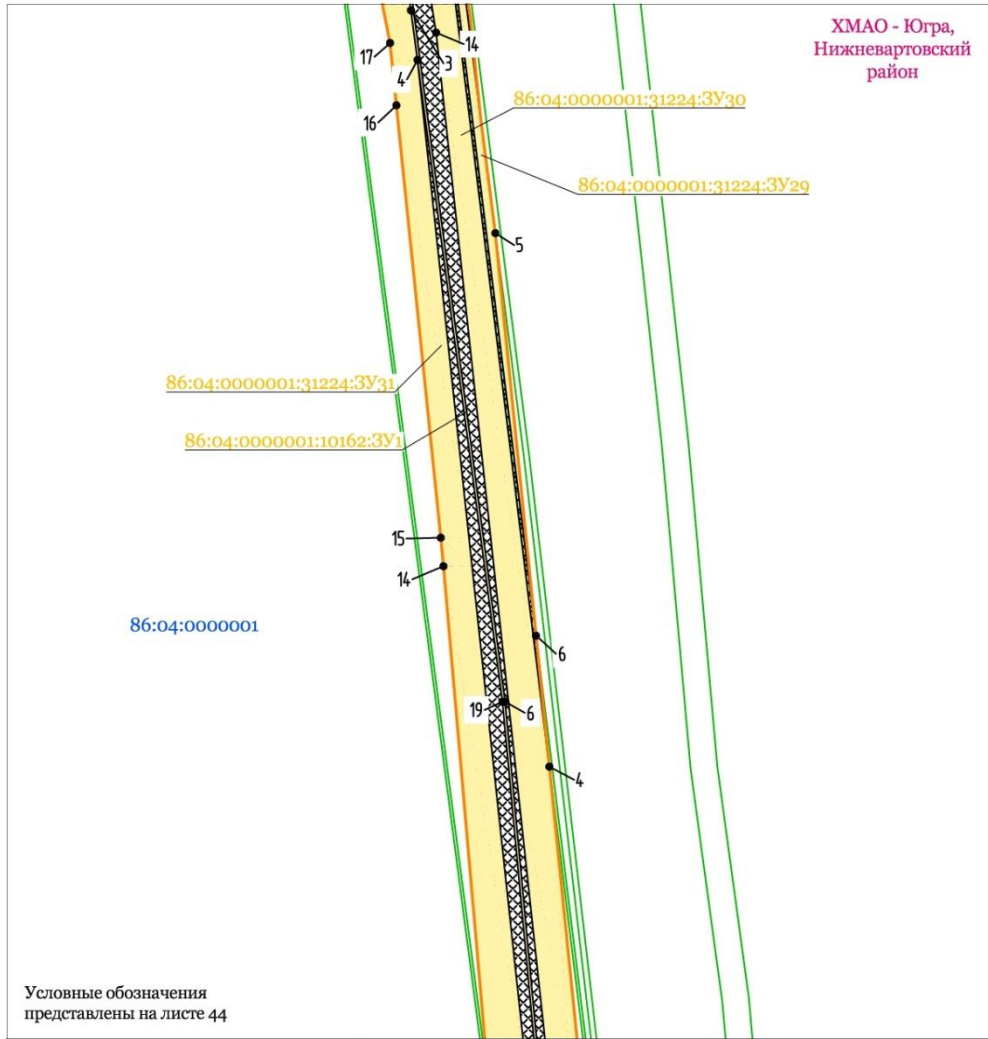 ХМАО - Югра,
Нижневартовский
район
17
14
4
3
16
86:04:0000001:31224:ЗУ30
86:04:0000001:31224:ЗУ29
5
86:04:0000001:31224:ЗУ31
86:04:0000001:10162:ЗУ1
15
14
86:04:0000001
6
19
6
4
Условные обозначения
представлены на листе 44